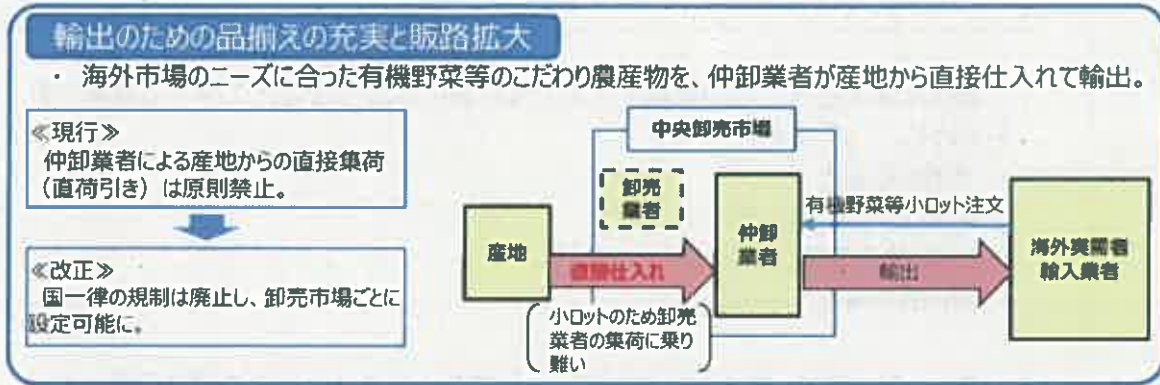 輸出のための品揃えの充実と販路拡大
・ 海外市場のニーズに合った有機野菜等のこだわり農産物を、仲卸業者が産地から直接仕入れて輸出。
≪現行≫
仲卸業者による産地からの直接集荷
(直荷引き)は原則禁止。
≪改正≫
国一律の規制は廃止し、卸売市場ごとに
設定可能に。
中央卸売市場
卸売
業者
産地
直接仕入れ
仲卸
業者
有機野菜等小ロット注文
輸出
海外実需者
輸入業者
小ロットのため卸売
業者の集荷に乗り
難い